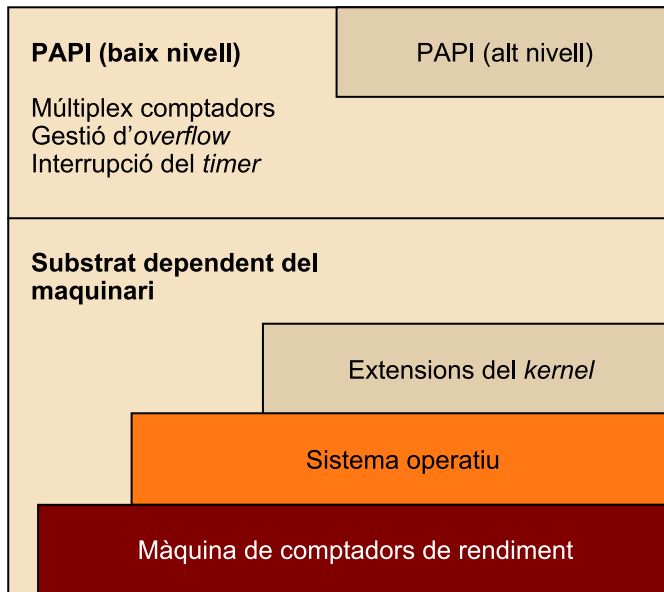 PAPI (baix nivell)
PAPI (alt nivell)
Múltiplex comptadors
Gestió d’overflow
Interrupció del timer
Substrat dependent del
maquinari
Extensions del kernel
Sistema operatiu
Màquina de comptadors de rendiment